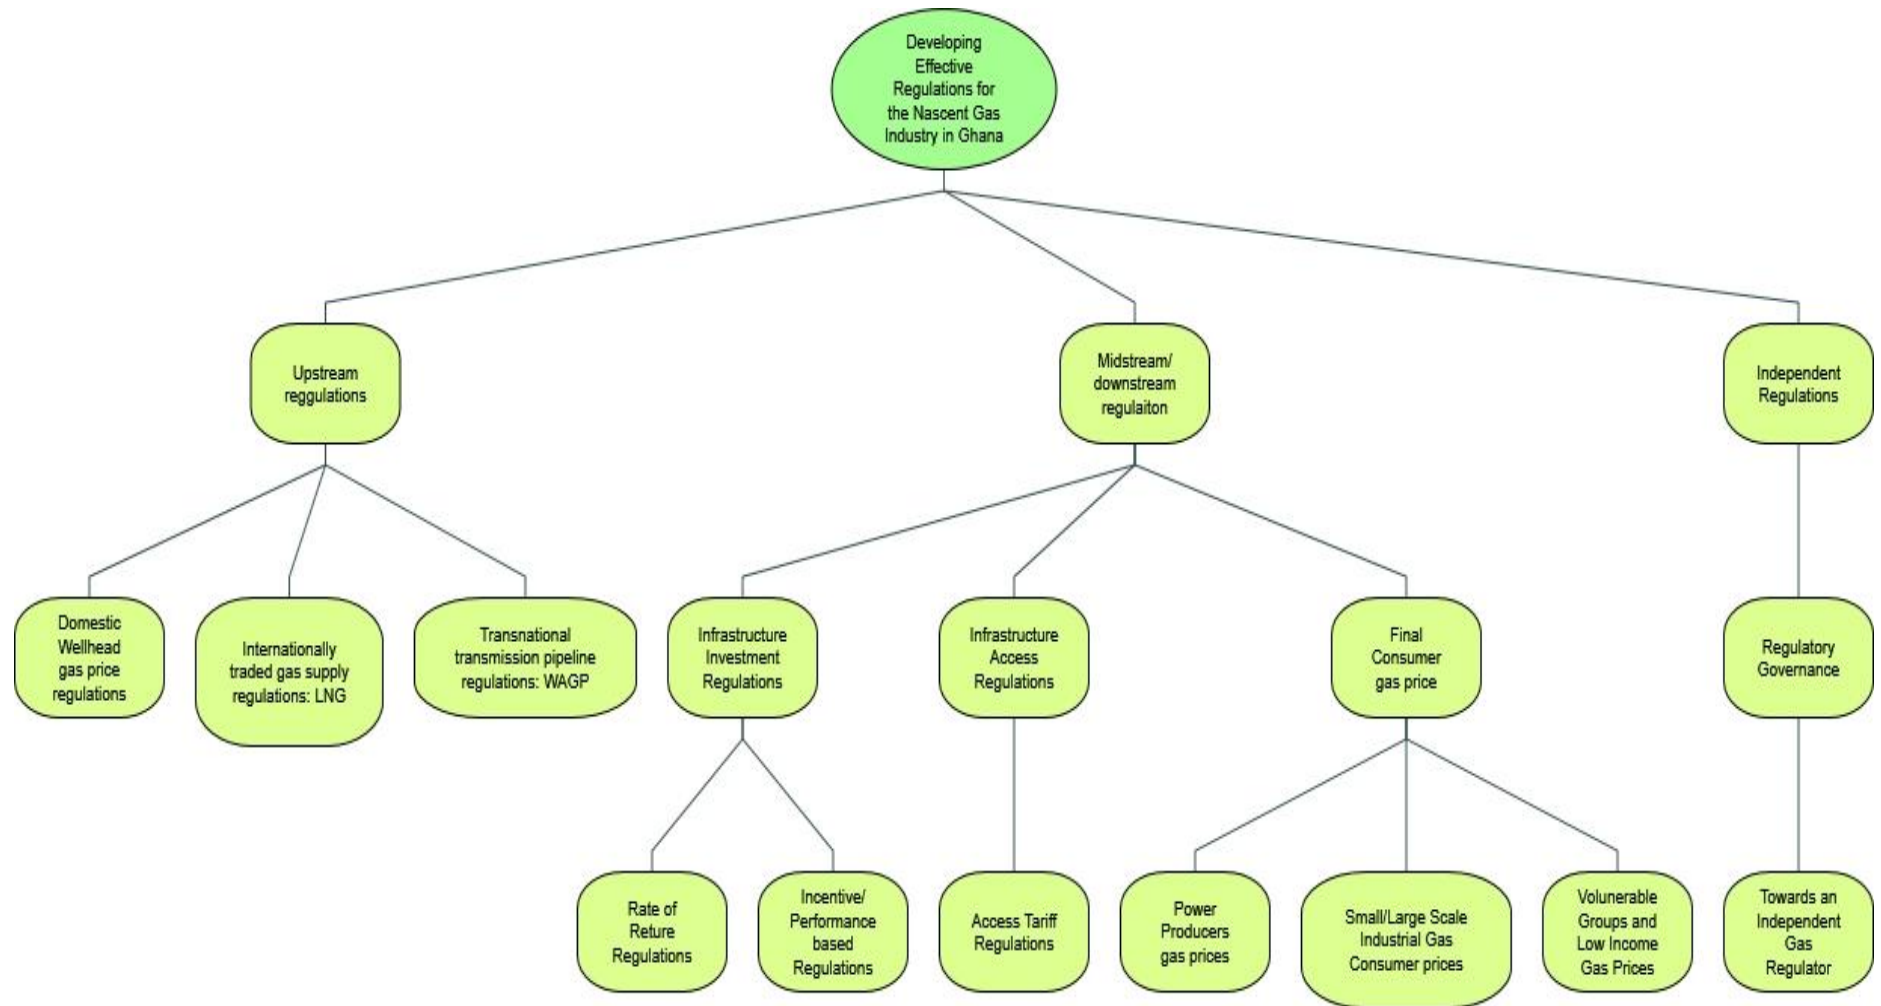 Developing
Effective
Regulations for
the Nascent Gas
Industry in Ghana
Upstream
reggulations
Midstream/
downstream
regulaiton
Independent
Regulations
Domestic
Wellhead
gas price
regulations
Internationally
traded gas supply
regulations: LNG
Transnational
transmission pipeline
regulations: WAGP
Infrastructure
Investment
Regulations
Infrastructure
Access
Regulations
Final
Consumer
gas price
Regulatory
Governance
Rate of
Reture
Regulations
Incentive/
Performance
based
Regulations
Access Tariff
Regulations
Power
Producers
gas prices
Small/Large Scale
Industrial Gas
Consumer prices
Volunerable
Groups and
Low Income
Gas Prices
Towards an
Independent
Gas
Regulator